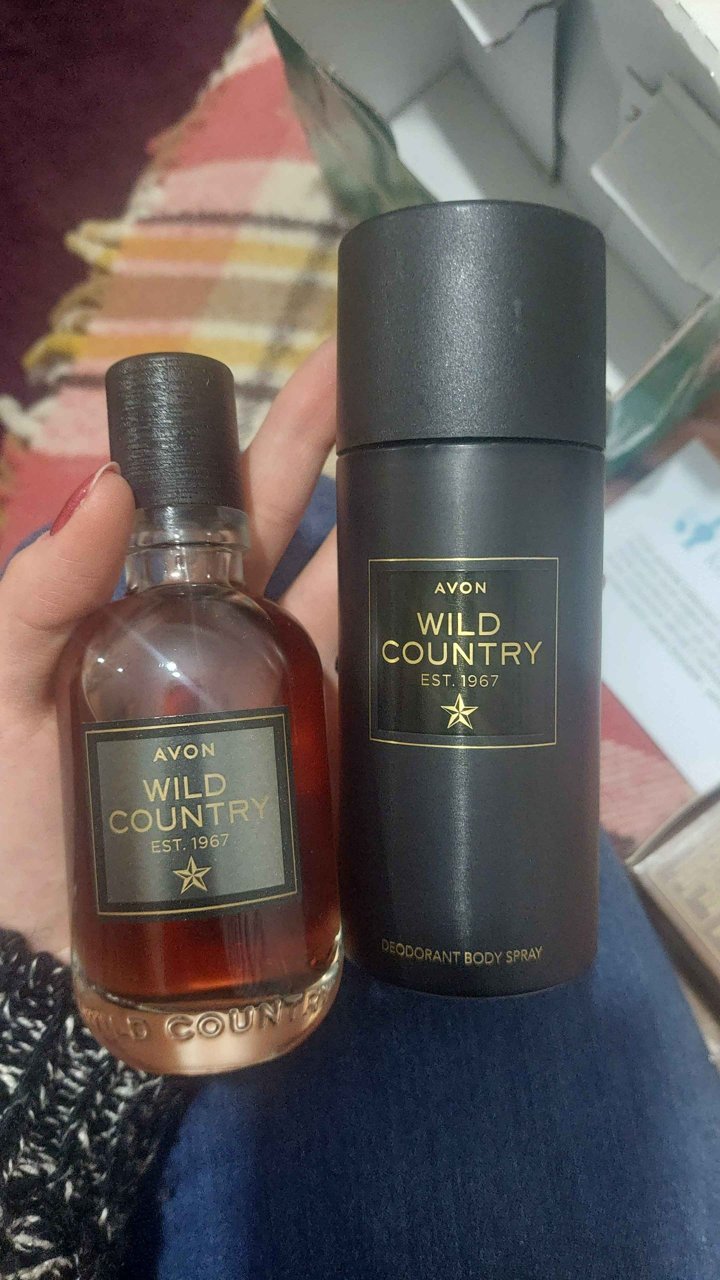 AVON
WILD
COUNTRY
EST. 1967
WILD COUNTRY
AVON
WILD
COUNTRY
EST. 1967
DEODORANT BODY SPRAY